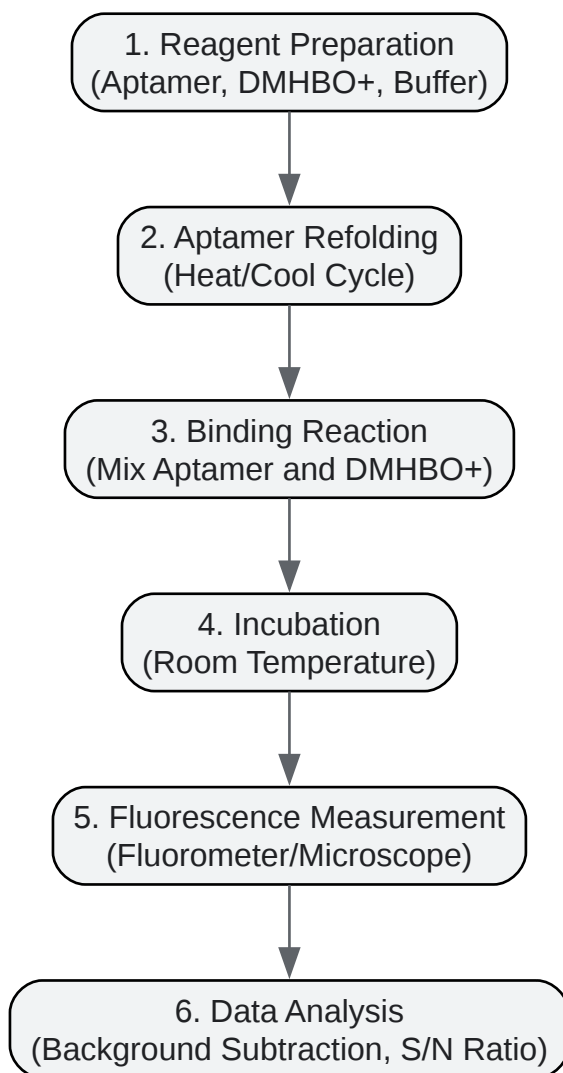 1. Reagent Preparation
(Aptamer, DMHBO+, Buffer)
2. Aptamer Refolding
(Heat/Cool Cycle)
3. Binding Reaction
(Mix Aptamer and DMHBO+)
4. Incubation
(Room Temperature)
5. Fluorescence Measurement
(Fluorometer/Microscope)
6. Data Analysis
(Background Subtraction, S/N Ratio)